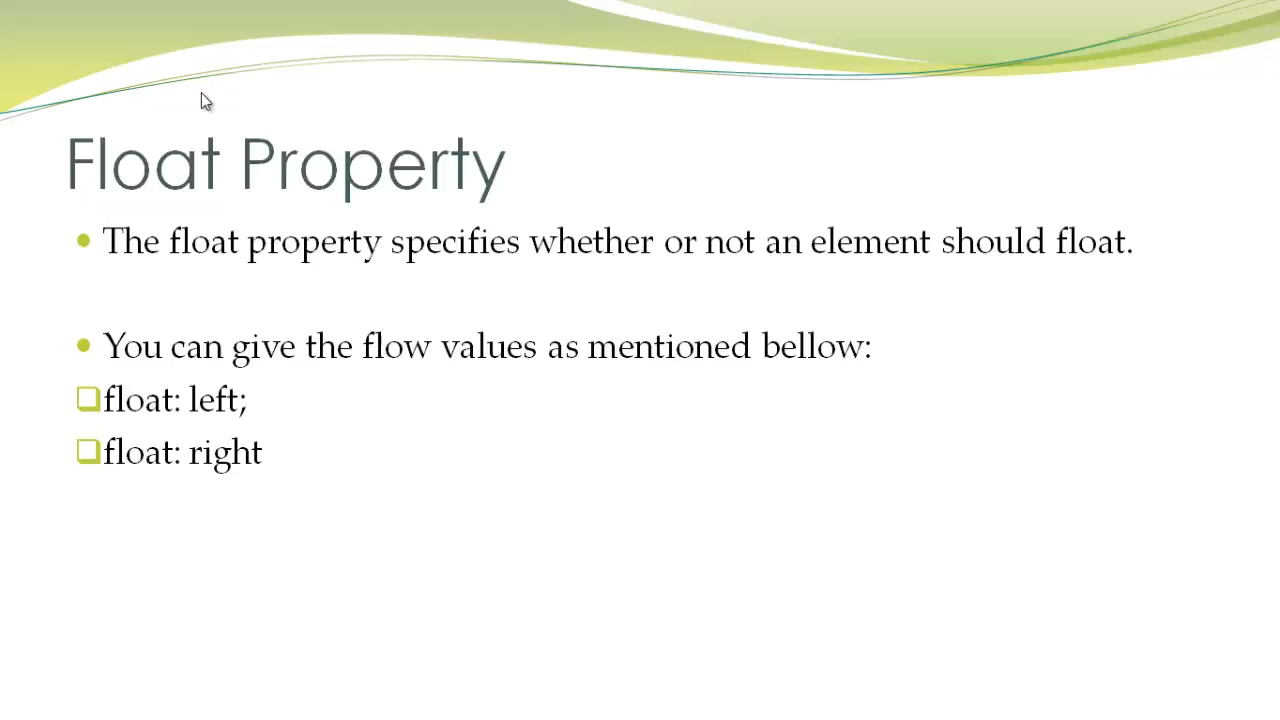 Float Property
The float property specifies whether or not an element should float.
You can give the flow values as mentioned bellow:
float: left;
float: right